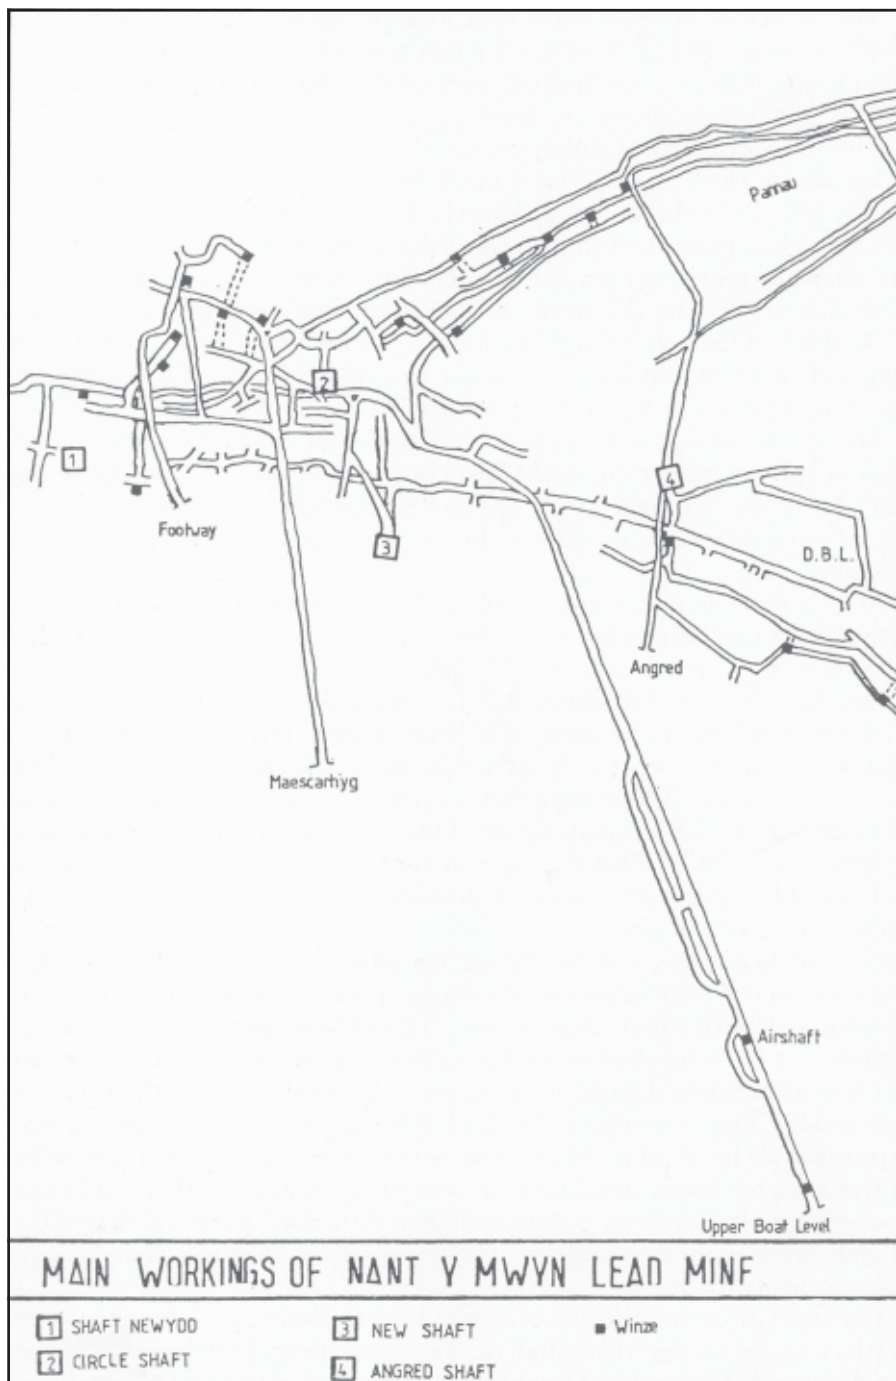 Pannau
2
1
4
Footway
3
D.B.L.
Angred
Maescarhyg
Airshaft
Upper Boat Level
MAIN WORKINGS OF NANT Y MWYN LEAD MINE
1 SHAFT NEWYDD
3 NEW SHAFT
Winze
2 CIRCLE SHAFT
4 ANGRED SHAFT